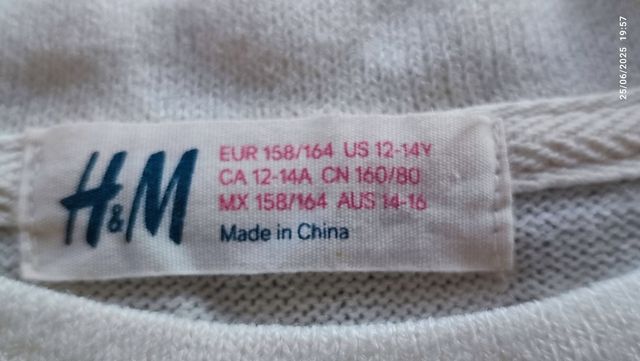 H&M
EUR 158/164 US 12-14Y
CA 12-14A CN 160/80
MX 158/164 AUS 14-16
Made in China
25/06/2025 19:57